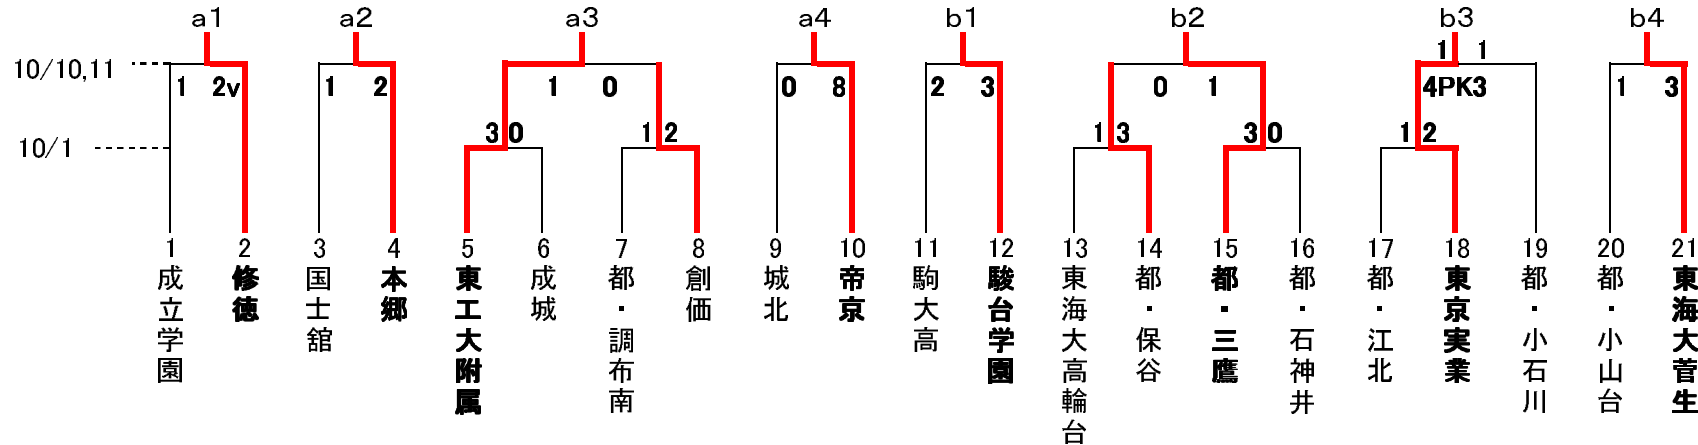 a1 a2 a3 a4 b1 b2 b3 b4
1 1
10/10,11 1 2v 1 2 1 0 0 8 2 3 0 1 4PK3 1 3
10/1 3 0 1 2 1 3 3 0 1 2
1 2 3 4 5 6 7 8 9 10 11 12 13 14 15 16 17 18 19 20 21
成立学園
修徳
国士舘
本郷
東工大附属
成城
都・調布南
創価
城北
帝京
駒大高
駿台学園
東海大高輪台
都・保谷
都・三鷹
都・石神井
都・江北
東京実業
都・小石川
都・小山台
東海大菅生